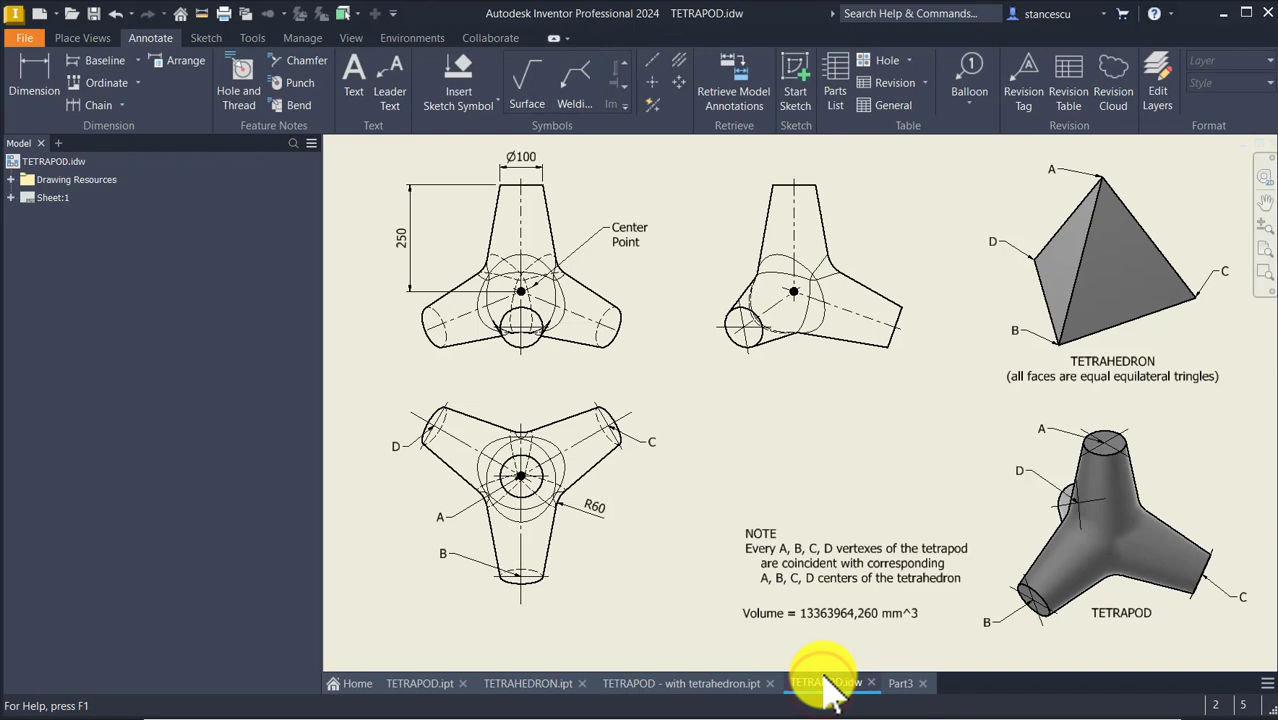 Autodesk Inventor Professional 2024 TETRAPOD.idw
Search Help & Commands...
stancescu
File
Place Views
Annotate
Sketch
Tools
Manage
View
Environments
Collaborate
Dimension
Baseline
Ordinate
Chain
Arrange
Dimension
Hole and
Thread
Chamfer
Punch
Bend
Feature Notes
Text
Leader
Text
Text
Insert
Sketch Symbol
Surface
Weldi...
Im
Symbols
Retrieve Model
Annotations
Retrieve
Start
Sketch
Sketch
Parts
List
Hole
Revision
General
Table
Balloon
Revision
Tag
Revision
Table
Revision
Cloud
Revision
Edit
Layers
Layer
Style
Format
Model
TETRAPOD.idw
Drawing Resources
Sheet:1
Ø100
250
Center
Point
A
D
C
B
TETRAHEDRON
(all faces are equal equilateral tringles)
D
C
A
R60
B
A
D
C
B
TETRAPOD
NOTE
Every A, B, C, D vertexes of the tetrapod
are coincident with corresponding
A, B, C, D centers of the tetrahedron
Volume = 13363964,260 mm^3
Home
TETRAPOD.ipt
TETRAHEDRON.ipt
TETRAPOD - with tetrahedron.ipt
TETRAPOD.idw
Part3
For Help, press F1
2
5